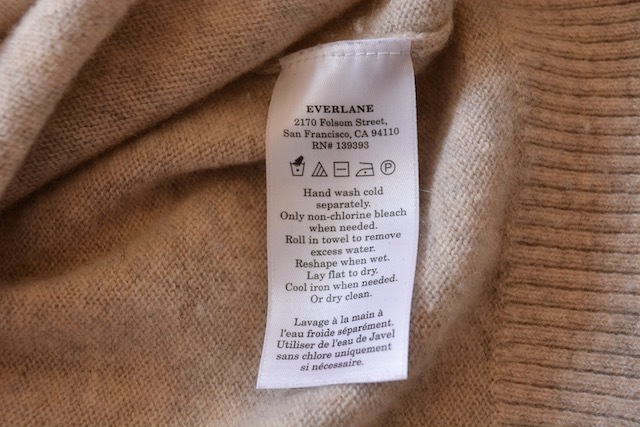 EVERLANE
2170 Folsom Street,
San Francisco, CA 94110
RN# 139393
P
Hand wash cold
separately.
Only non-chlorine bleach
when needed.
Roll in towel to remove
excess water.
Reshape when wet.
Lay flat to dry.
Cool iron when needed.
Or dry clean.
Lavage à la main à
l'eau froide séparément.
Utiliser de l'eau de Javel
sans chlore uniquement
si nécessaire.